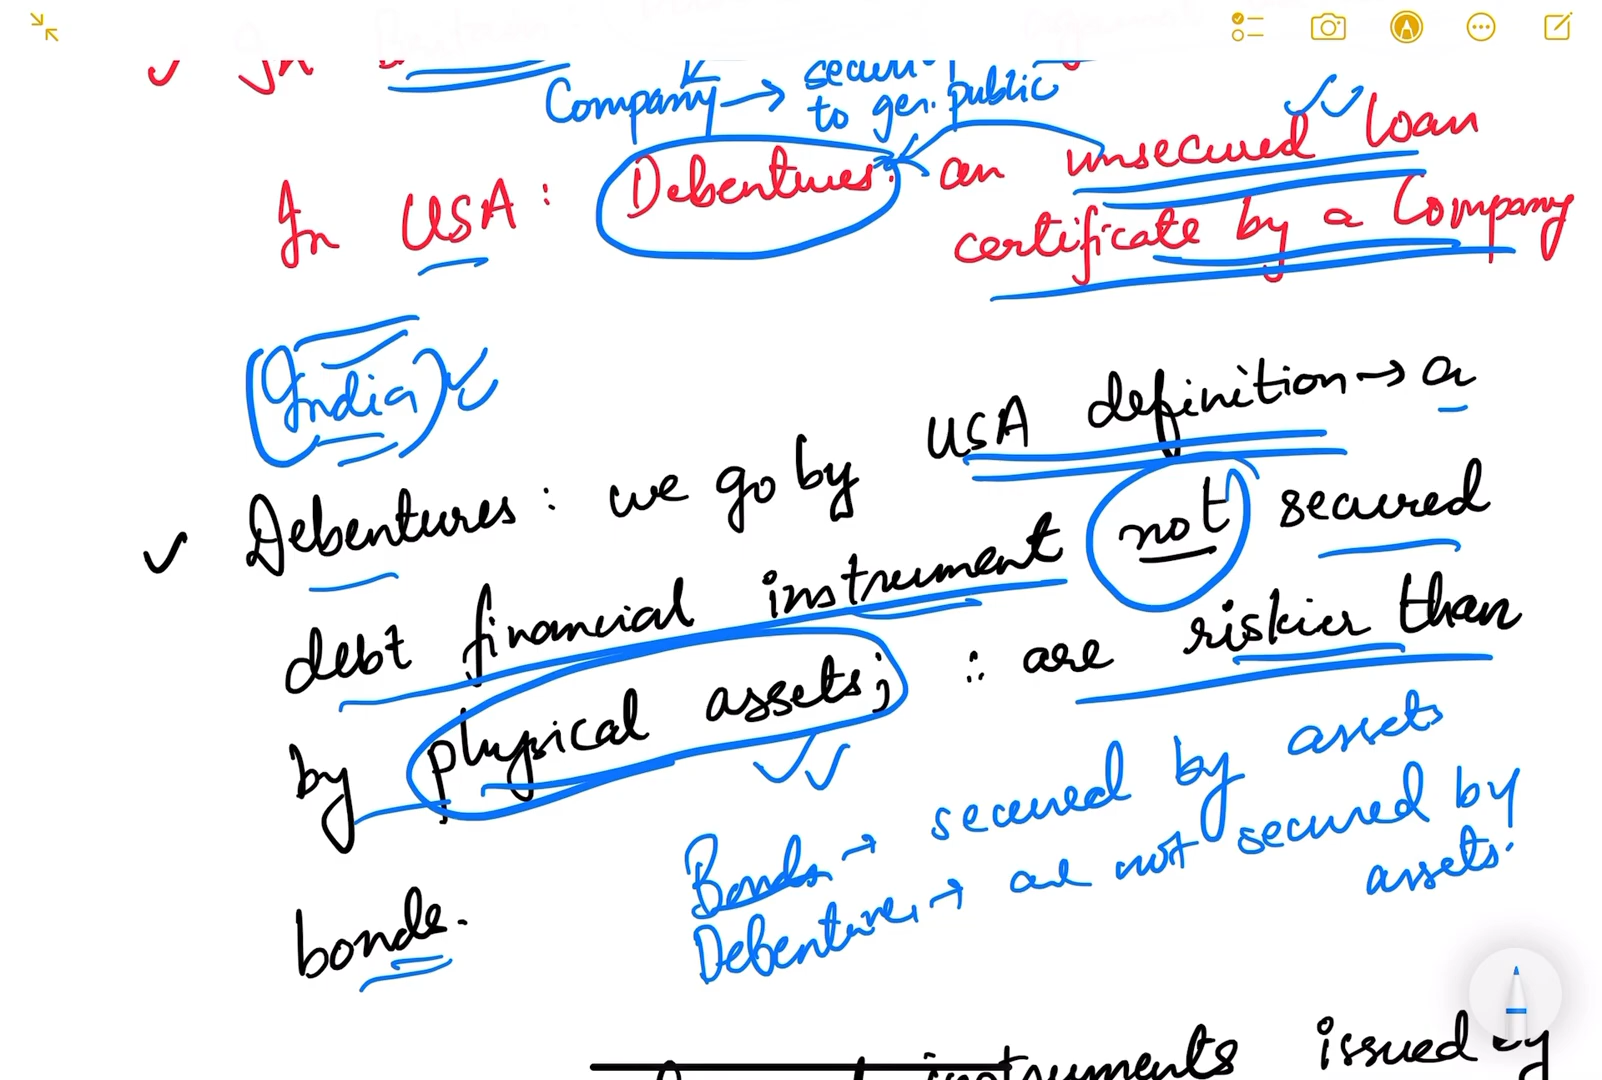 In
Company → securi
to gen. public
In USA : Debentures: an unsecured loan
certificate by a Company
(India)
Debentures : we go by USA definition → a
debt financial instrument not secured
by physical assets; ∴ are riskier than
bonds.
Bonds → secured by assets
Debentures → are not secured by
assets.
instruments issued by